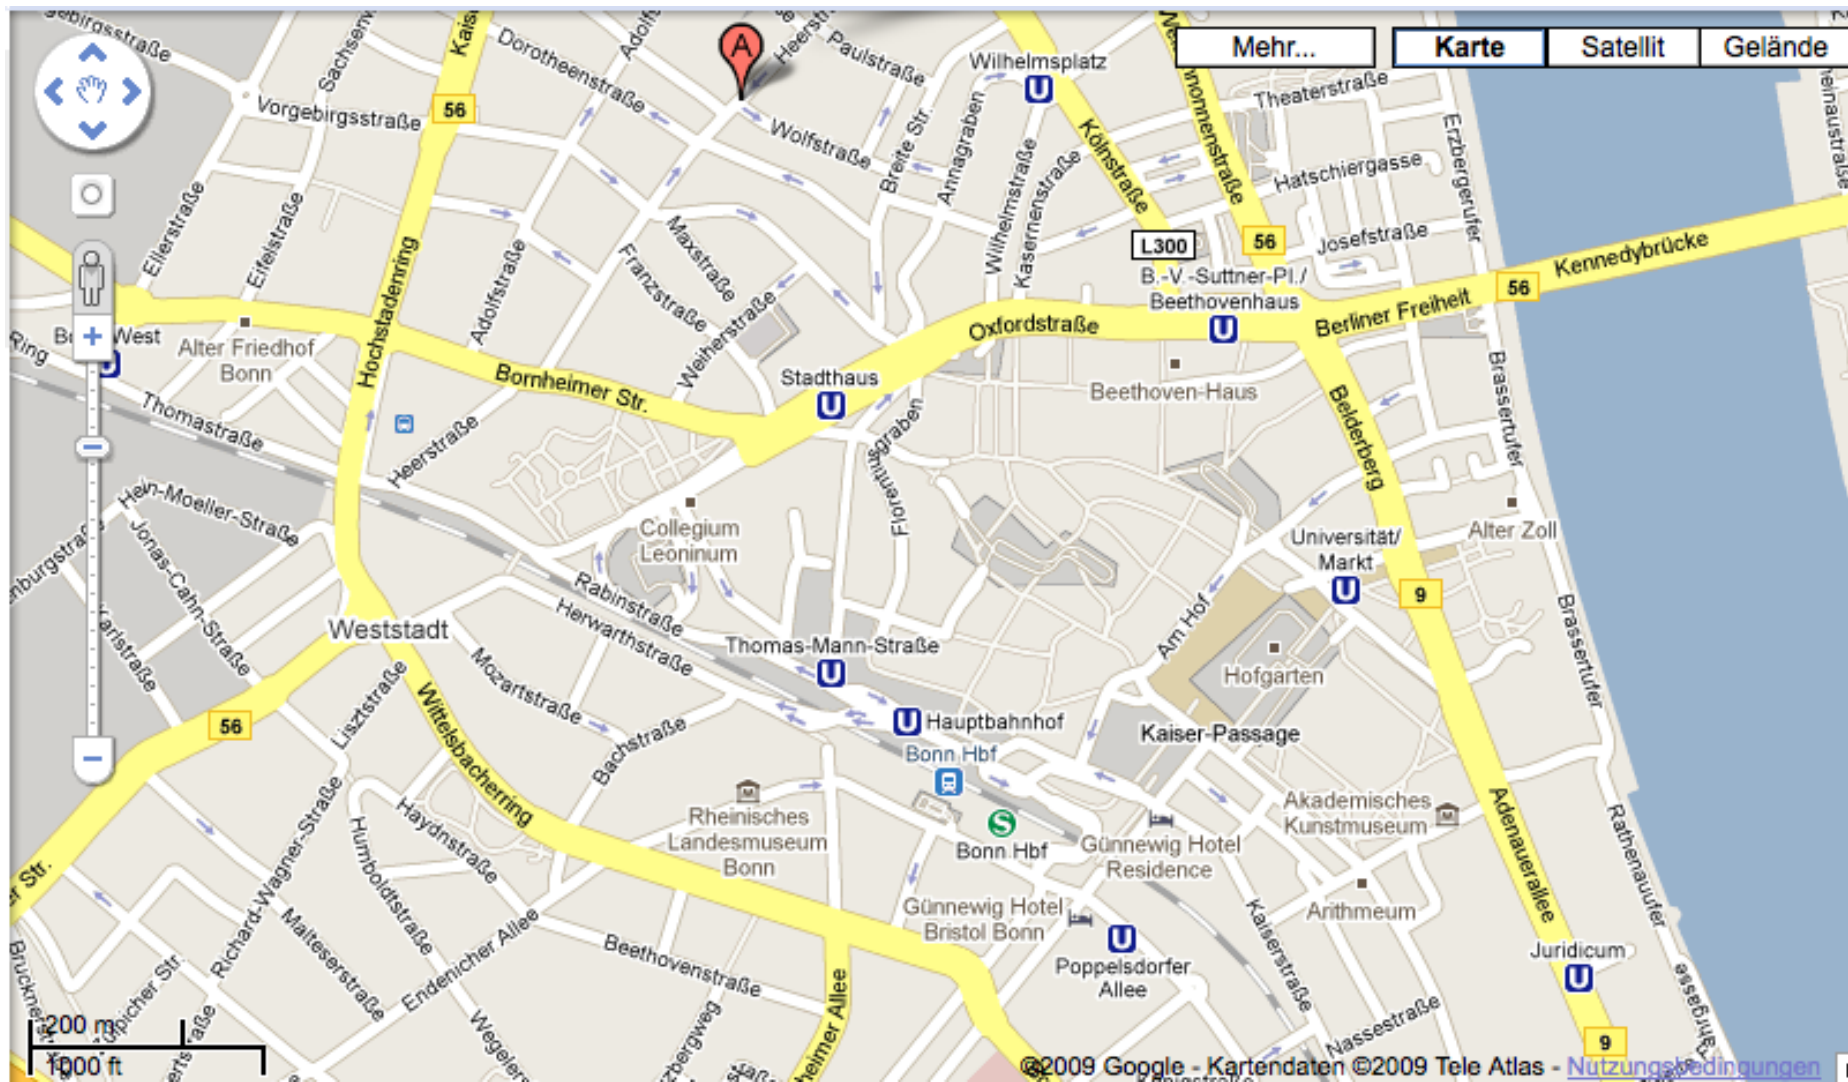 Mehr...
Karte
Satellit
Gelände
Vorgebirgsstraße
Dorotheenstraße
Paulstraße
Wilhelmsplatz
U
A
56
Wolfstraße
Breite Str.
Annagraben
Wilhelmstraße
Kasernenstraße
Kölnstraße
Theaterstraße
Hatschiergasse
Erzbergerufer
Josefstraße
L300
56
Kennedybrücke
56
Berliner Freiheit
B.-V.-Suttner-Pl./
Beethovenhaus
U
Oxfordstraße
Ellerstraße
Eifelstraße
Hochstadenring
Adolfstraße
Maxstraße
Franzstraße
Weiherstraße
Alter Friedhof
Bonn
Ring
Thomastraße
Bornheimer Str.
Stadthaus
U
Beethoven-Haus
Belderberg
Brassertufer
Heerstraße
Florentiusgraben
Hein-Moeller-Straße
Jonas-Cahn-Straße
Karlstraße
Collegium
Leoninum
Universität/
Markt
U
Alter Zoll
9
Brassertufer
Rabinstraße
Herwarthstraße
Am Hof
Weststadt
Thomas-Mann-Straße
U
Hofgarten
Mozartstraße
Lisztstraße
Wittelsbacherring
Bachstraße
56
U
Hauptbahnhof
Kaiser-Passage
Bonn Hbf
Rheinisches
Landesmuseum
Bonn
S
Bonn Hbf
Günnewig Hotel
Residence
Akademisches
Kunstmuseum
Adenauerallee
Rathenauufer
Haydnstraße
Humboldtstraße
Richard-Wagner-Straße
Malteserstraße
Endenicher Allee
Beethovenstraße
Günnewig Hotel
Bristol Bonn
Arithmeum
Kaiserstraße
U
Poppelsdorfer
Allee
Juridicum
U
Nassestraße
9
200 m
1000 ft
©2009 Google - Kartendaten ©2009 Tele Atlas - Nutzungsbedingungen